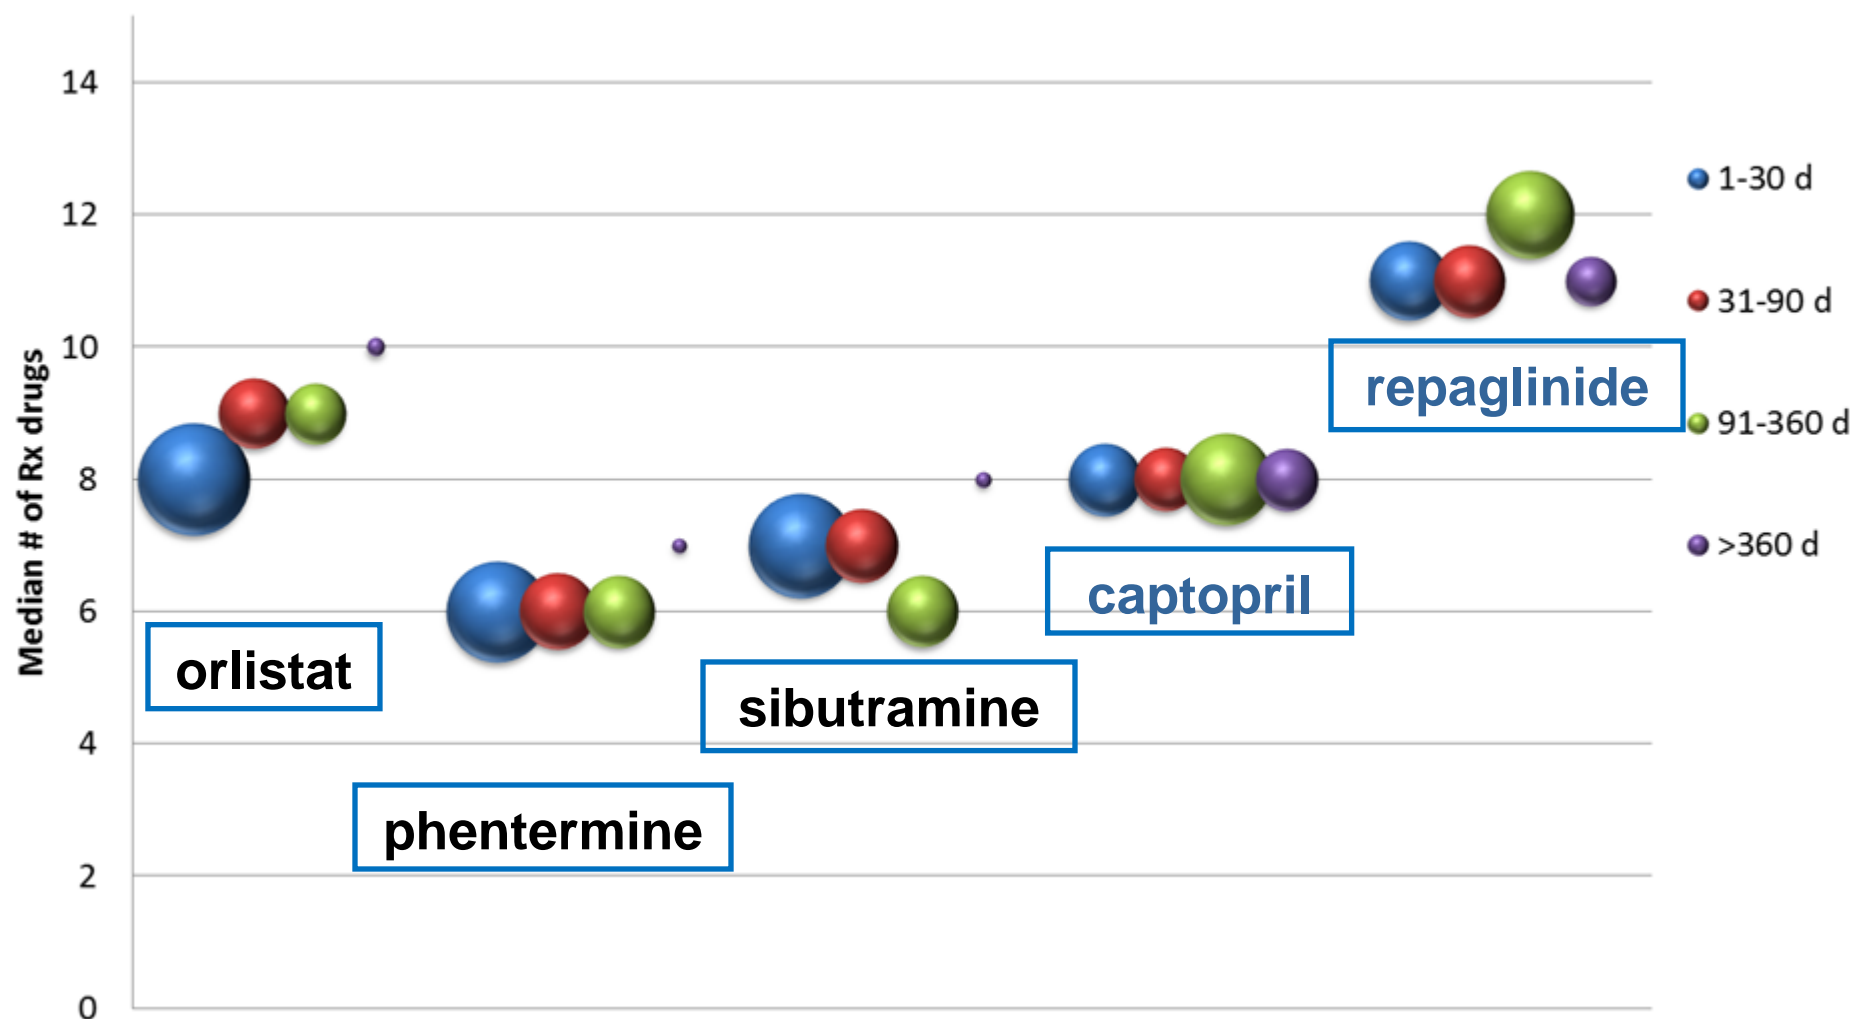 Median # of Rx drugs
14
12
10
8
6
4
2
0
orlistat
phentermine
sibutramine
captopril
repaglinide
1-30 d
31-90 d
91-360 d
>360 d